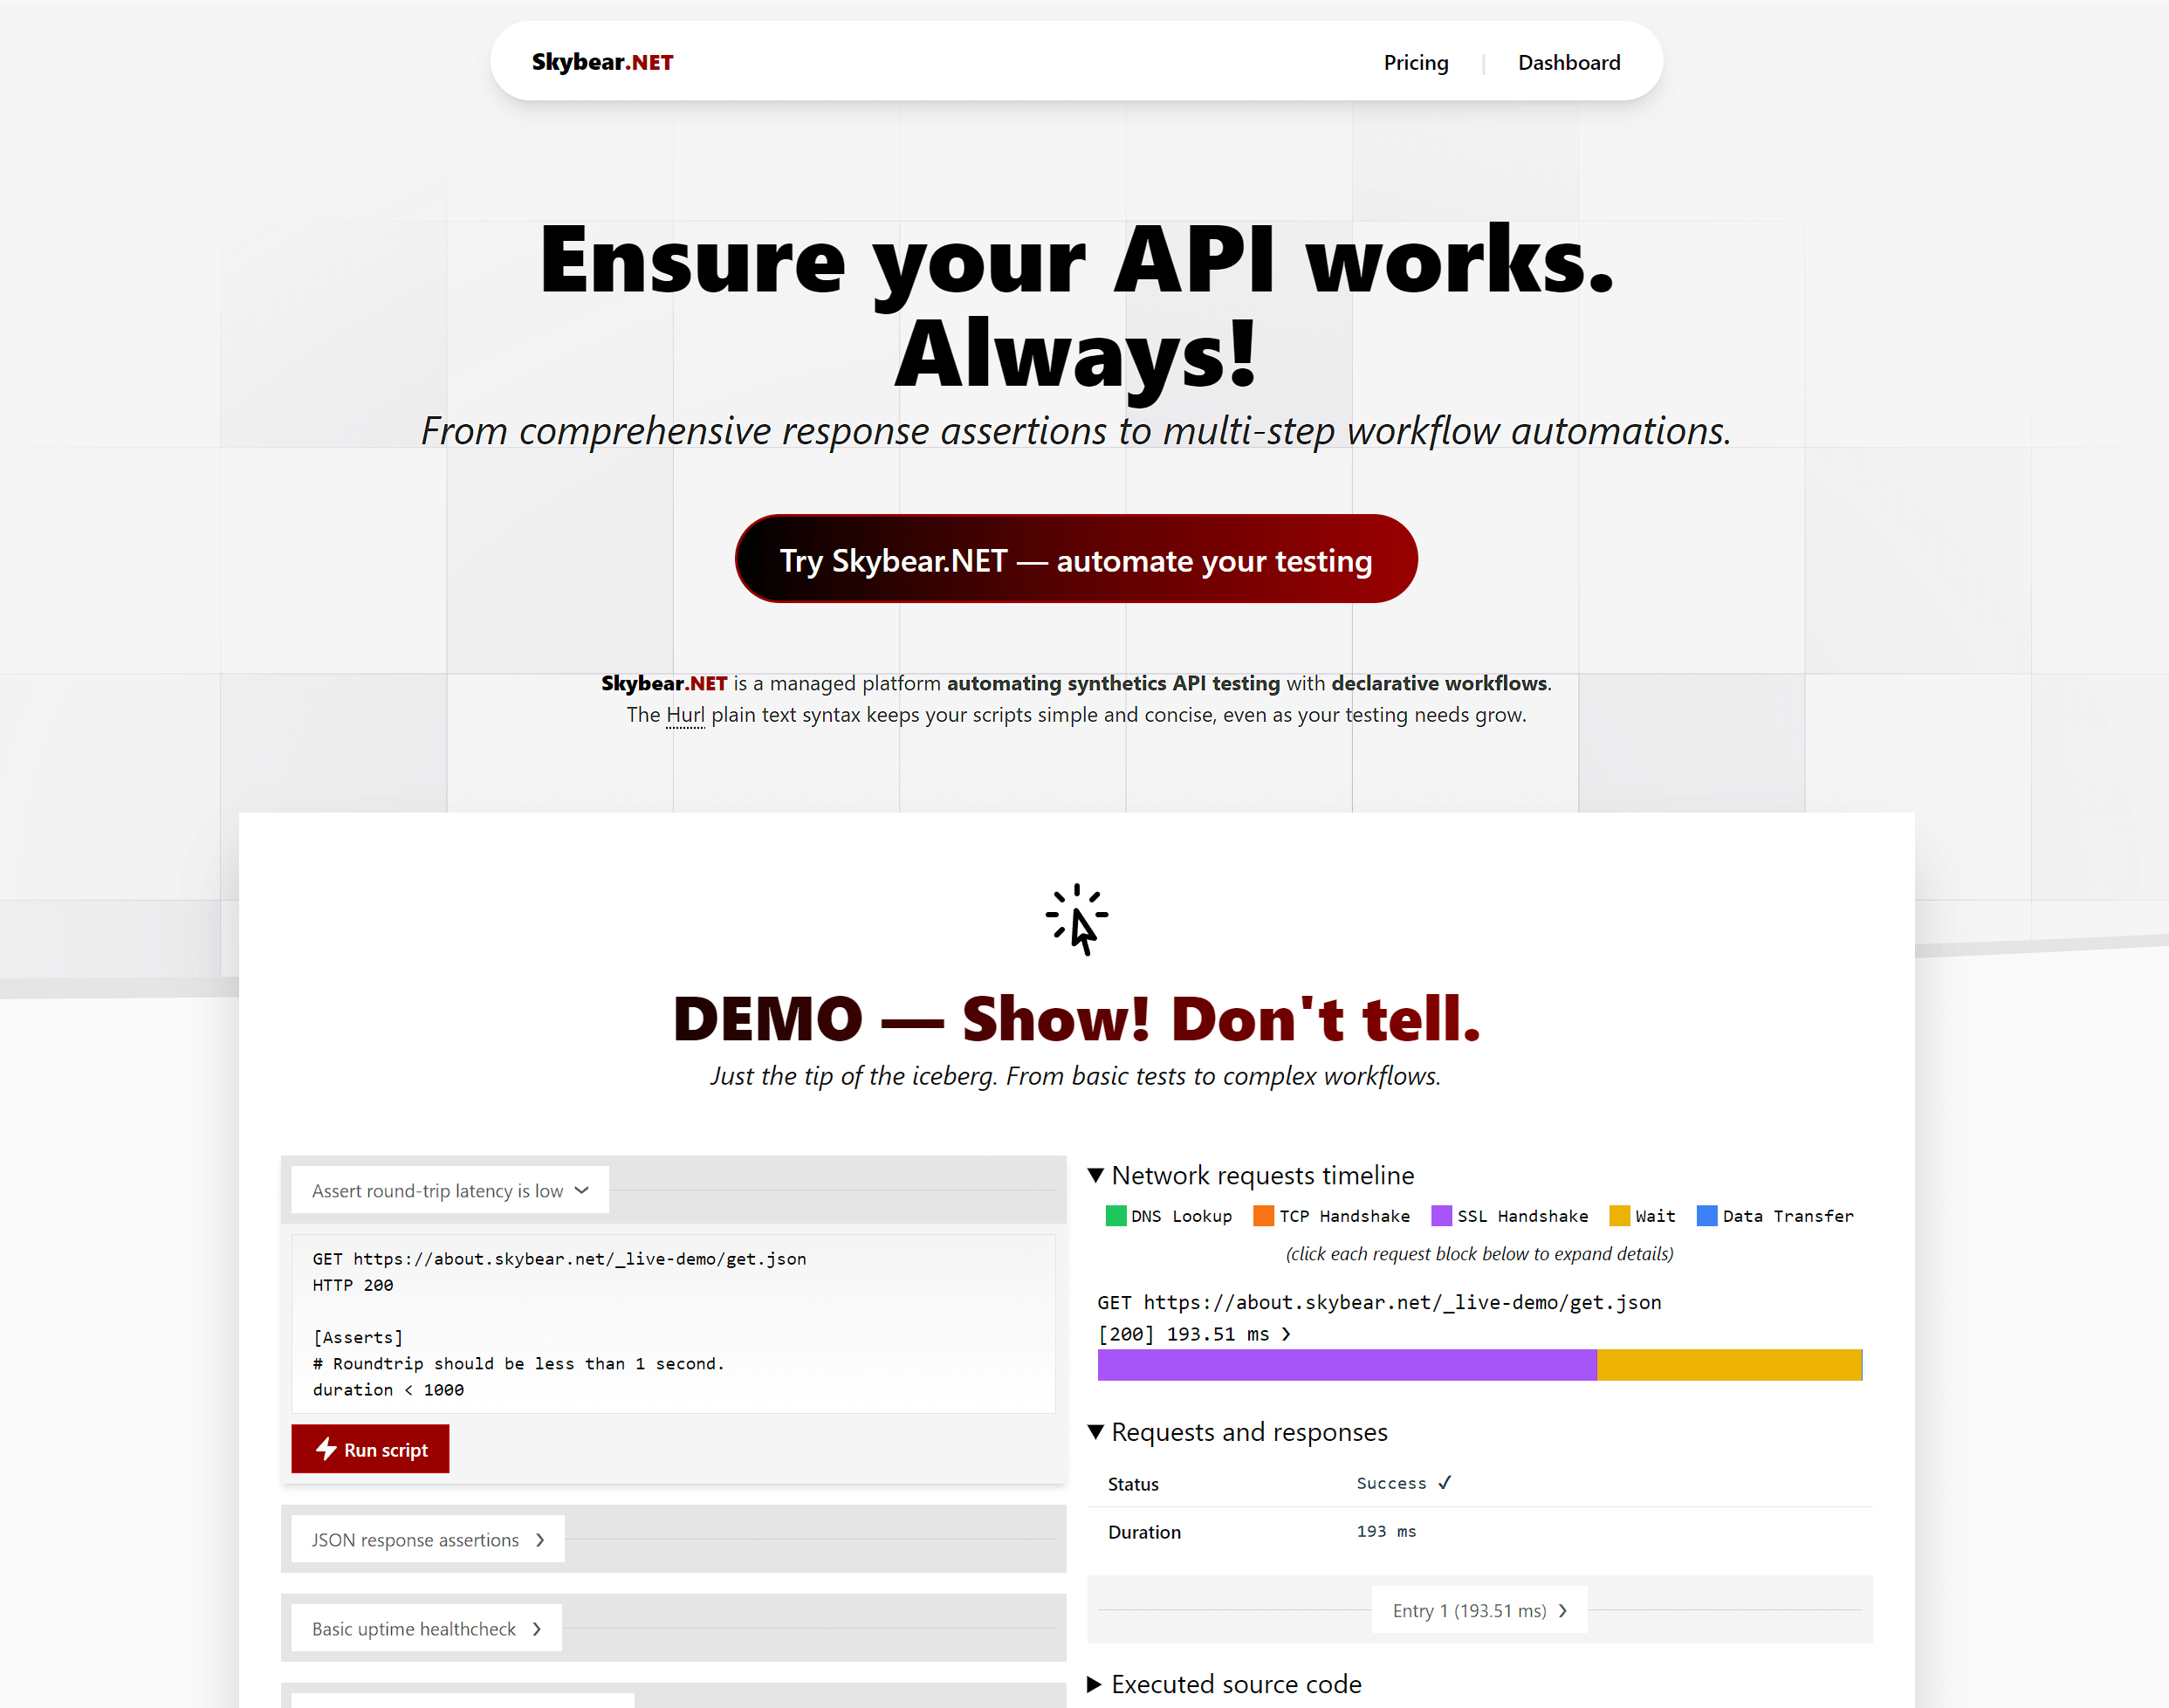 Skybear.NET
Pricing | Dashboard
Ensure your API works.
Always!
From comprehensive response assertions to multi-step workflow automations.
Try Skybear.NET — automate your testing
Skybear.NET is a managed platform automating synthetics API testing with declarative workflows.
The Hurl plain text syntax keeps your scripts simple and concise, even as your testing needs grow.
DEMO — Show! Don't tell.
Just the tip of the iceberg. From basic tests to complex workflows.
Assert round-trip latency is low
GET https://about.skybear.net/_live-demo/get.json
HTTP 200
[Asserts]
# Roundtrip should be less than 1 second.
duration < 1000
Run script
JSON response assertions
Basic uptime healthcheck
Network requests timeline
DNS Lookup TCP Handshake SSL Handshake Wait Data Transfer
(click each request block below to expand details)
GET https://about.skybear.net/_live-demo/get.json
[200] 193.51 ms
Requests and responses
Status Success ✓
Duration 193 ms
Entry 1 (193.51 ms)
Executed source code